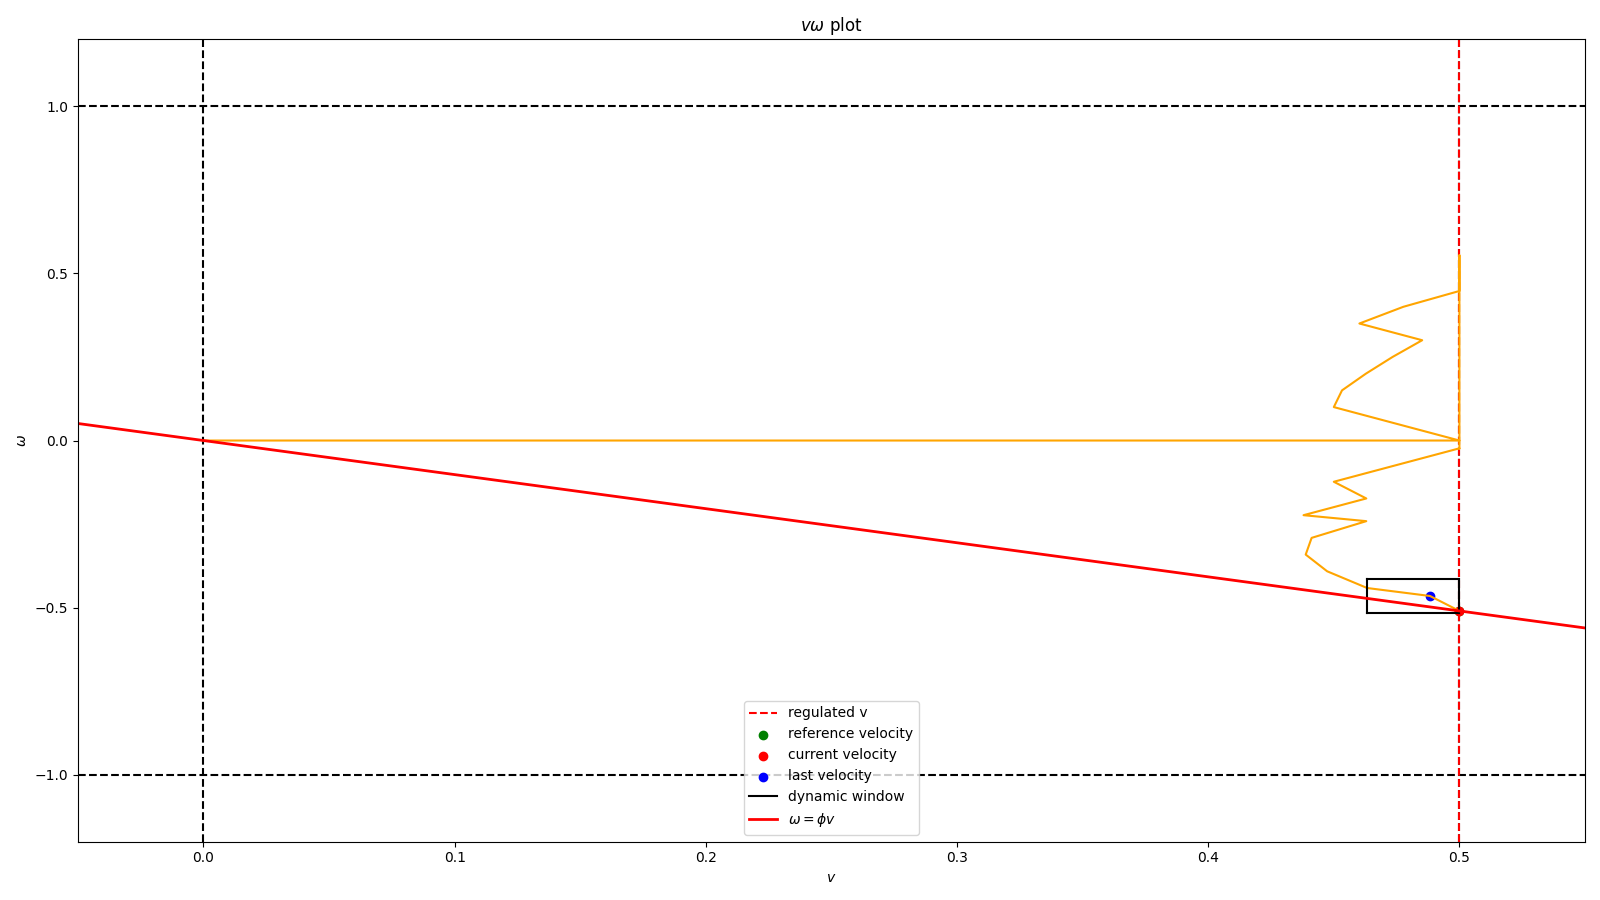 vω plot
1.0
0.5
0.0
−0.5
−1.0
ω
0.0 0.1 0.2 0.3 0.4 0.5
v
regulated v
reference velocity
current velocity
last velocity
dynamic window
ω = ϕv